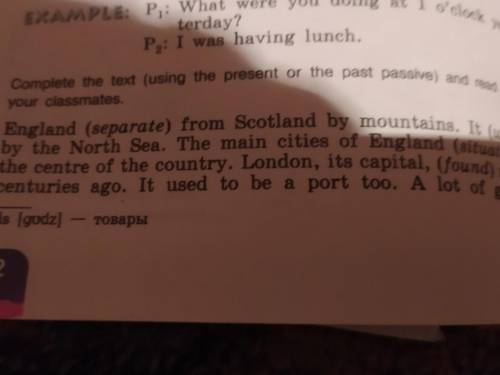 EXAMPLE: P₁: What were you doing at 1 o'clock
terday?
P₂: I was having lunch.
Complete the text (using the present or the past passive) and read
your classmates.
England (separate) from Scotland by mountains. It
by the North Sea. The main cities of England
the centre of the country. London, its capital, (found)
centuries ago. It used to be a port too. A lot of
[gʊdz] — товары
2